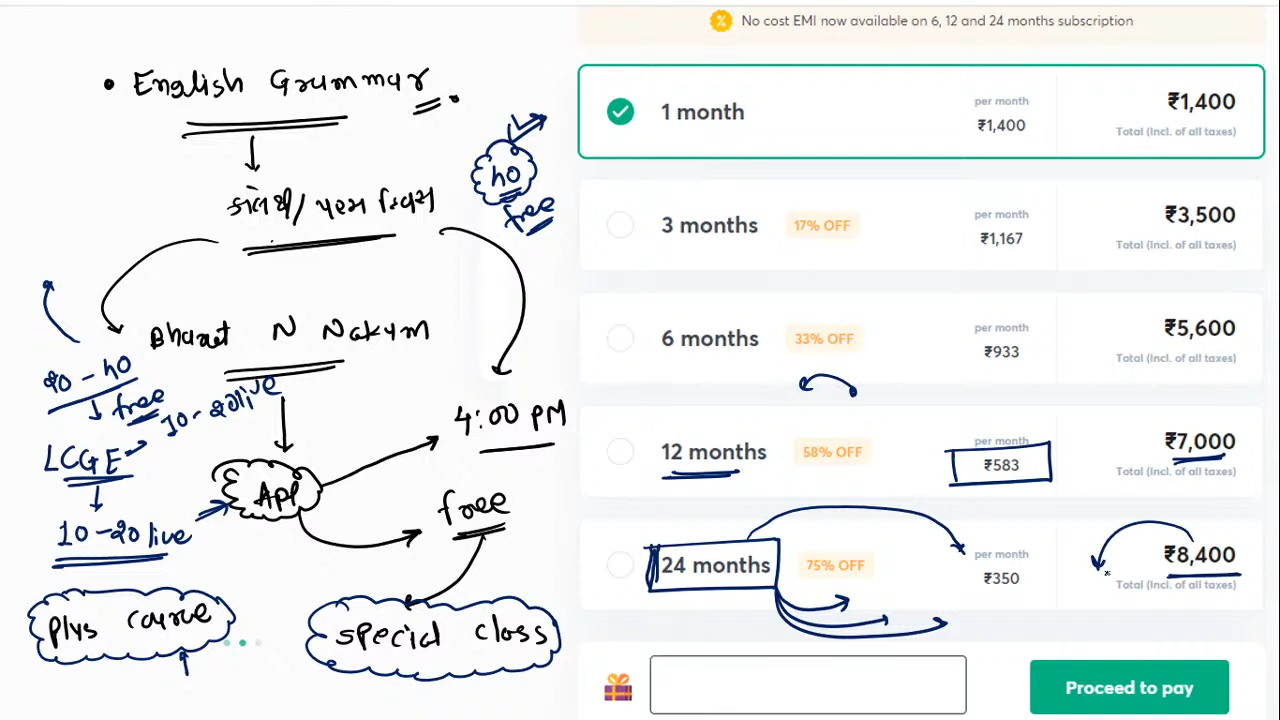 No cost EMI now available on 6, 12 and 24 months subscription
• English Grammar
ho
free
Bharat N Nakum
20 - 40
free
10-20 live
LCGE
10-20 live
App
4:00 PM
free
plus course
special class
1 month
per month
₹1,400
₹1,400
Total (Incl. of all taxes)
3 months
17% OFF
per month
₹1,167
₹3,500
Total (Incl. of all taxes)
6 months
33% OFF
per month
₹933
₹5,600
Total (Incl. of all taxes)
12 months
58% OFF
per month
₹583
₹7,000
Total (Incl. of all taxes)
24 months
75% OFF
per month
₹350
₹8,400
Total (Incl. of all taxes)
Proceed to pay